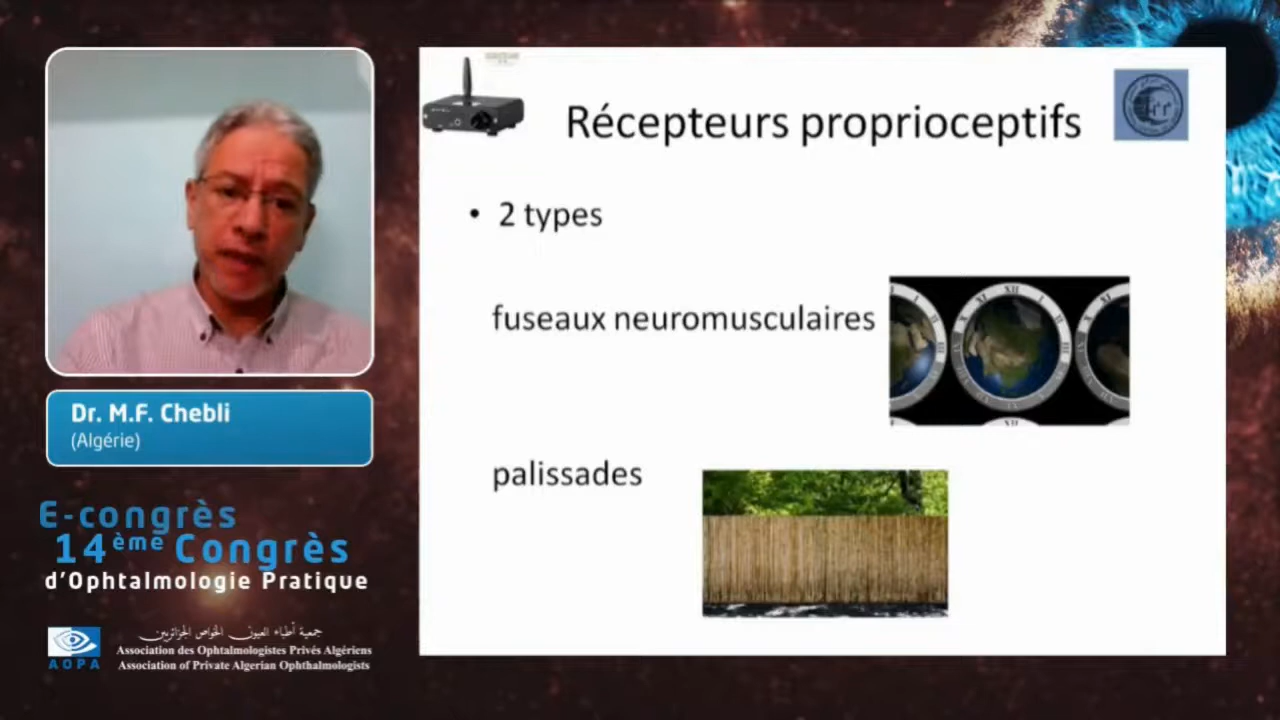 Récepteurs proprioceptifs
• 2 types
fuseaux neuromusculaires
palissades
Dr. M.F. Chebli
(Algérie)
E-congrès
14ème Congrès
d'Ophtalmologie Pratique
جمعية أطباء العيون الخواص الجزائريين
Association des Ophtalmologistes Privés Algériens
Association of Private Algerian Ophthalmologists
AOPA